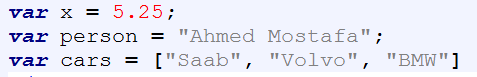 var x = 5.25;
var person = "Ahmed Mostafa";
var cars = ["Saab", "Volvo", "BMW"]